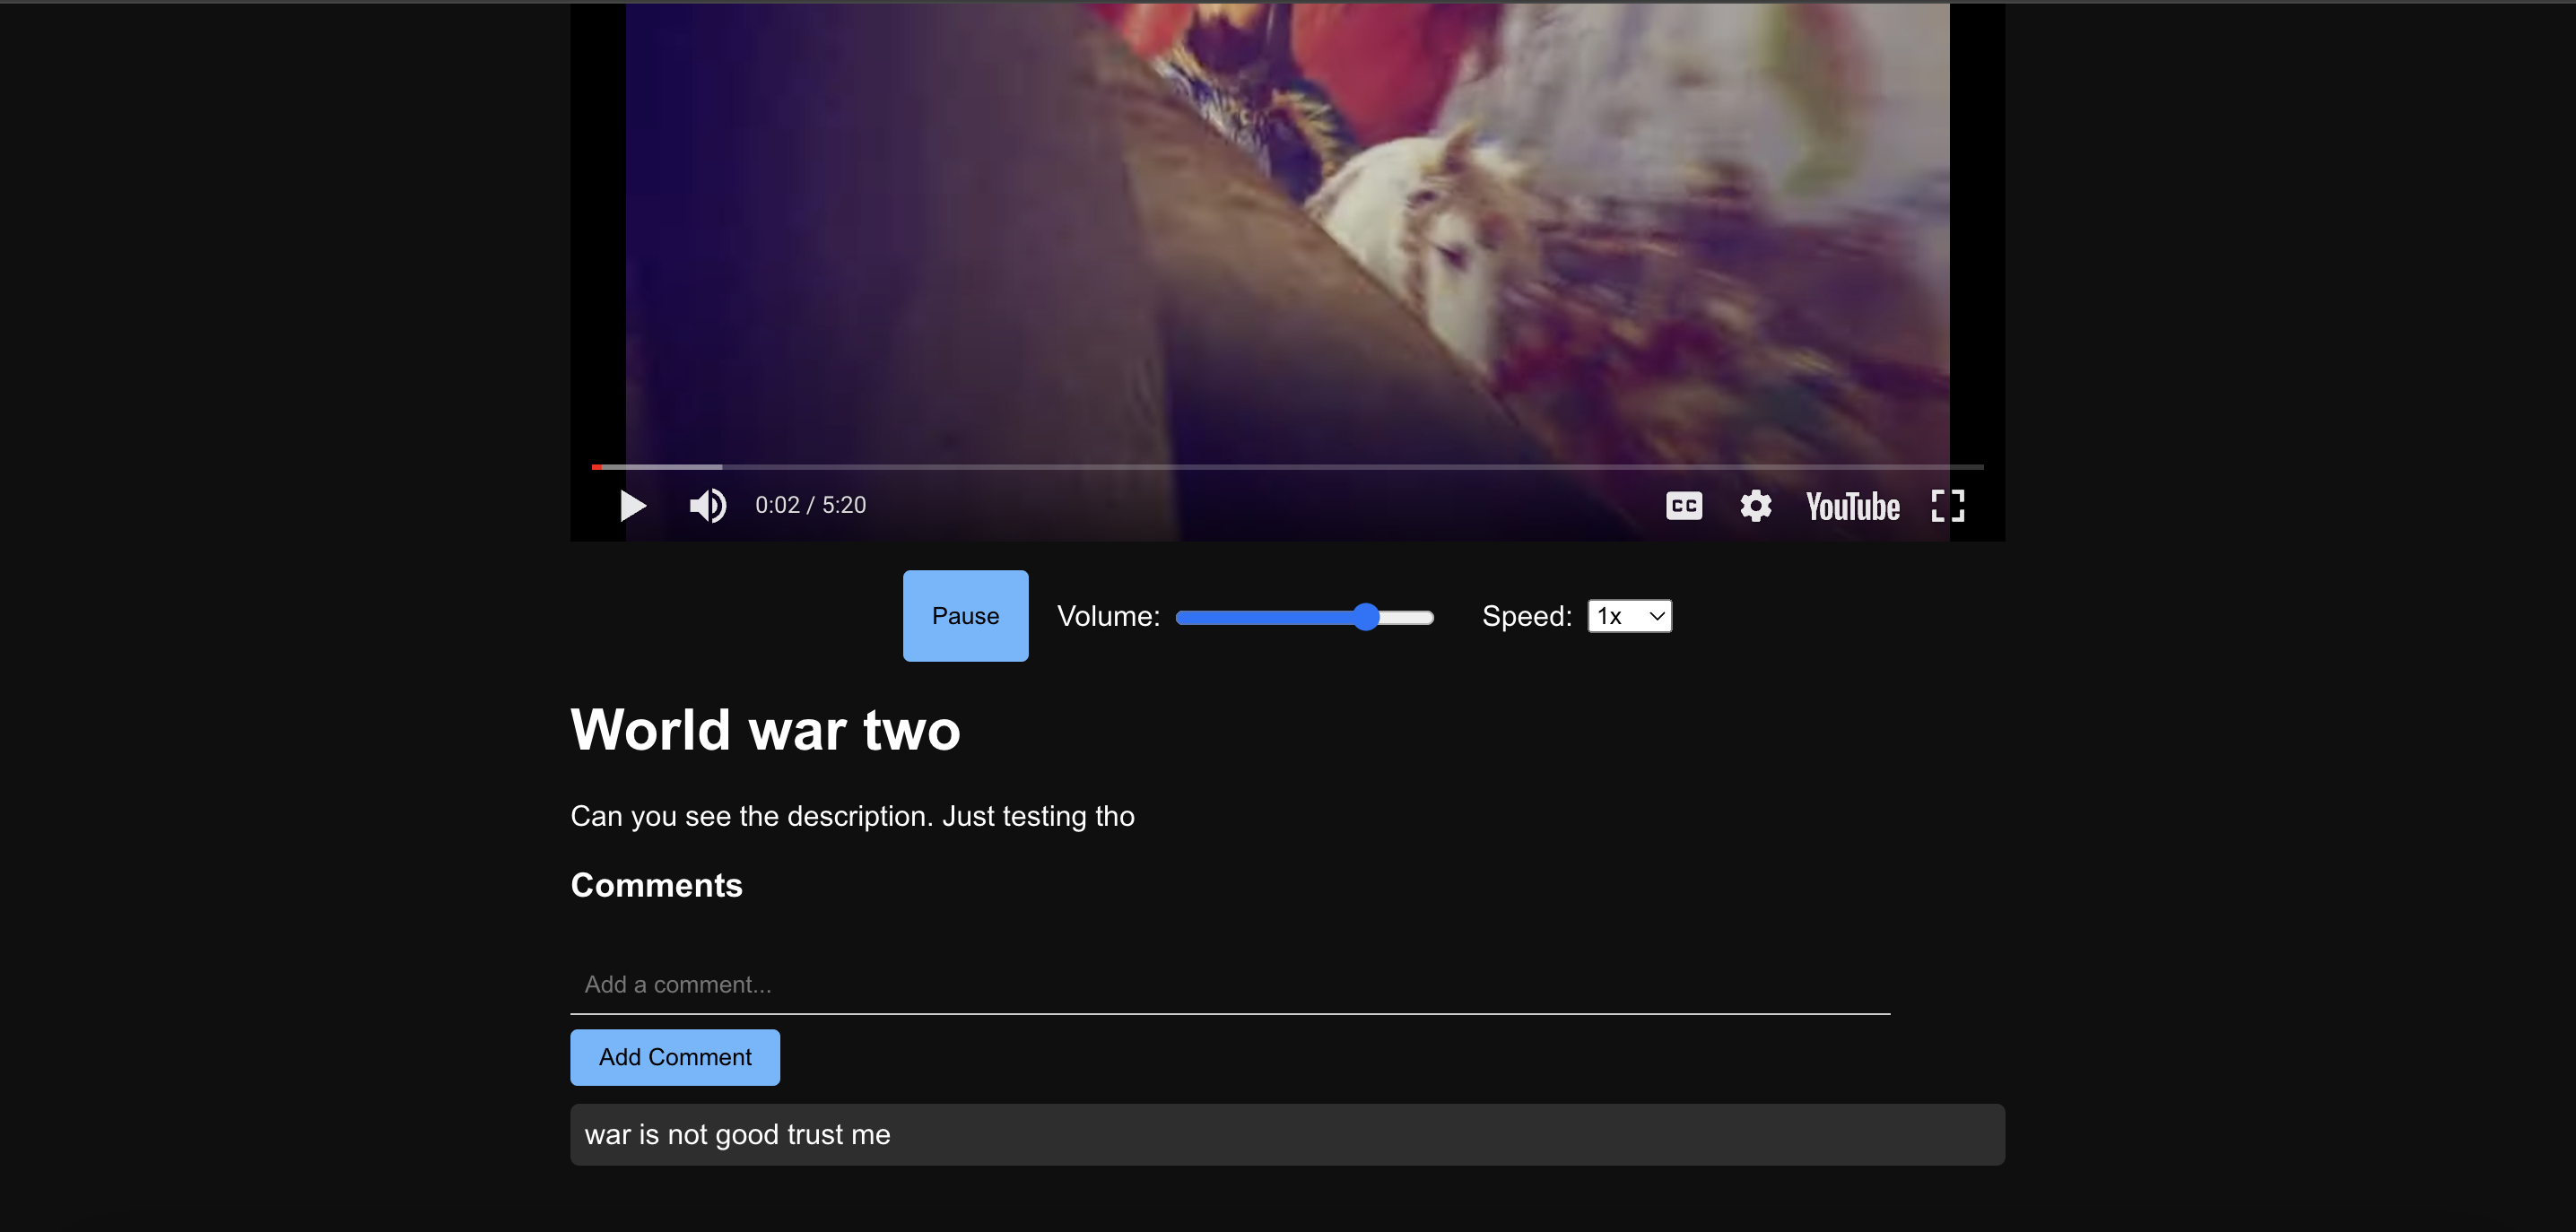 0:02 / 5:20 CC YouTube
Pause Volume: Speed: 1x
World war two
Can you see the description. Just testing tho
Comments
Add a comment...
Add Comment
war is not good trust me